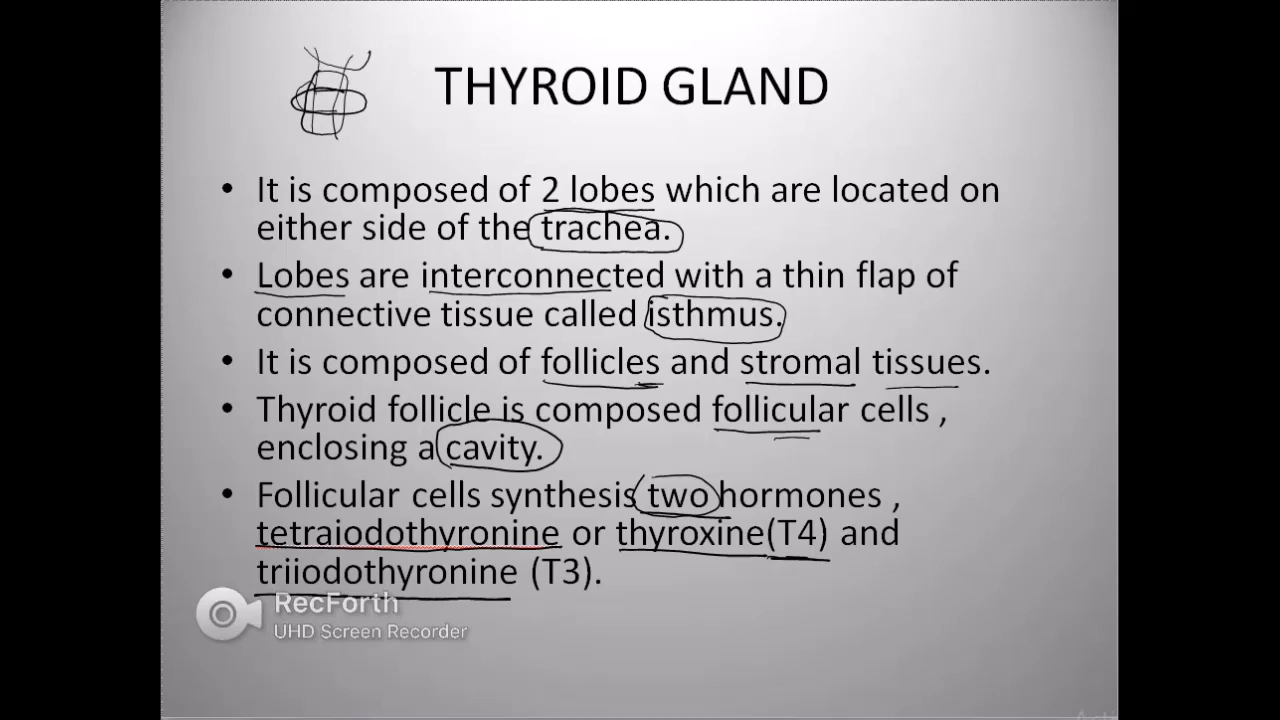 THYROID GLAND
• It is composed of 2 lobes which are located on
either side of the trachea.
• Lobes are interconnected with a thin flap of
connective tissue called isthmus.
• It is composed of follicles and stromal tissues.
• Thyroid follicle is composed follicular cells ,
enclosing a cavity.
• Follicular cells synthesis two hormones ,
tetraiodothyronine or thyroxine(T4) and
triiodothyronine (T3).
RecForth
UHD Screen Recorder